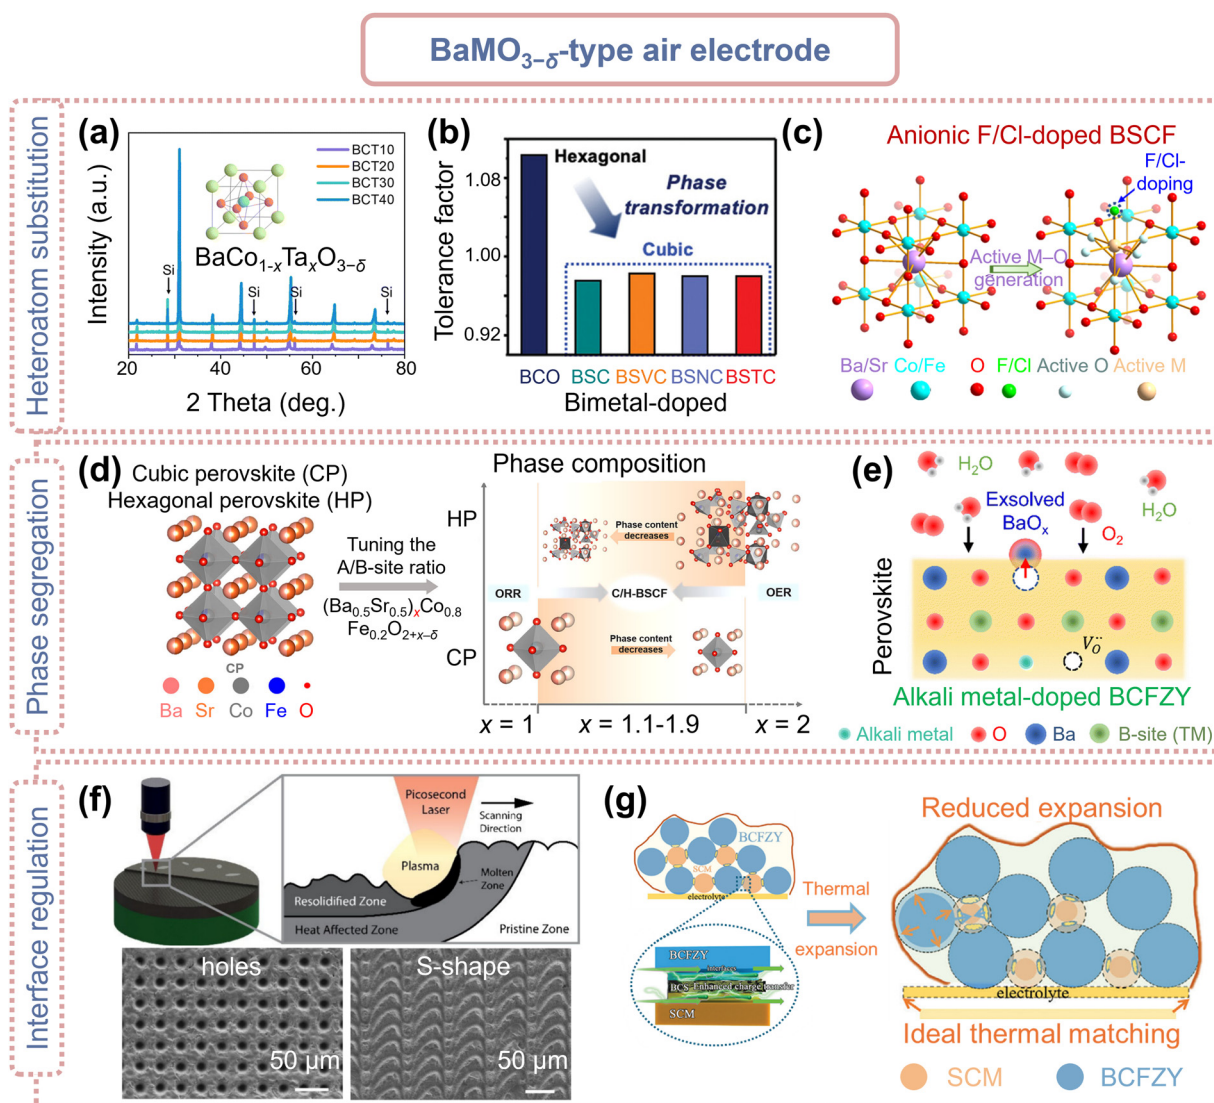 BaMO₃₋δ-type air electrode
Heteroatom substitution
(a)
Intensity (a.u.)
BCT10
BCT20
BCT30
BCT40
BaCo₁₋ₓTaₓO₃₋δ
Si
Si
Si
Si
20
40
60
80
2 Theta (deg.)
(b)
Tolerance factor
1.08
1.00
0.92
Hexagonal
Phase
transformation
Cubic
BCO
BSC
BSVC
BSNC
BSTC
Bimetal-doped
(c)
Anionic F/Cl-doped BSCF
F/Cl-
doping
Active M–O
generation
Ba/Sr
Co/Fe
O
F/Cl
Active O
Active M
Phase segregation
(d)
Cubic perovskite (CP)
Hexagonal perovskite (HP)
CP
Ba
Sr
Co
Fe
O
Tuning the
A/B-site ratio
(Ba₀.₅Sr₀.₅)ₓCo₀.₈
Fe₀.₂O₂₊ₓ₋δ
Phase composition
HP
CP
Phase content
decreases
ORR
C/H-BSCF
OER
Phase content
decreases
x = 1
x = 1.1-1.9
x = 2
(e)
H₂O
H₂O
Exsolved
BaOₓ
O₂
Perovskite
V_O^··
Alkali metal-doped BCFZY
Alkali metal
O
Ba
B-site (TM)
Interface regulation
(f)
Picosecond
Laser
Scanning
Direction
Plasma
Molten
Zone
Resolidified Zone
Heat Affected Zone
Pristine Zone
holes
50 μm
S-shape
50 μm
(g)
BCFZY
SCM
electrolyte
BCFZY
interfaces
BCS
Enhanced charge transfer
SCM
Thermal
expansion
Reduced expansion
electrolyte
Ideal thermal matching
SCM
BCFZY